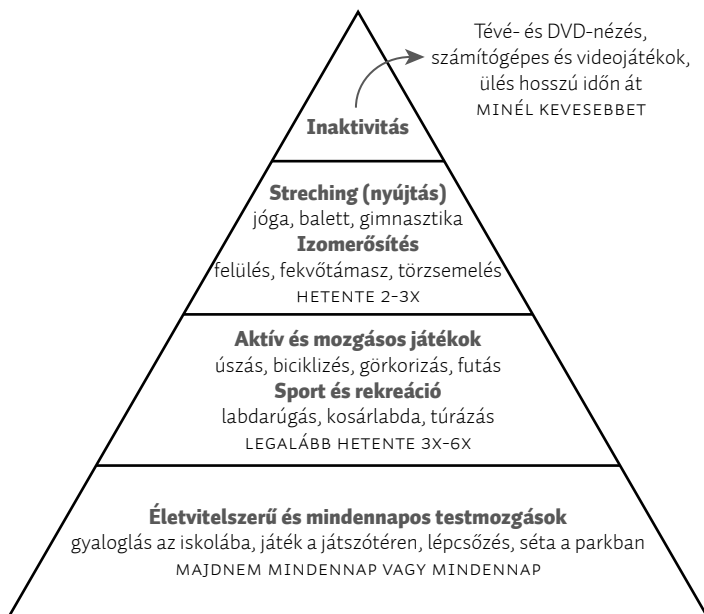 Tévé- és DVD-nézés,
számítógépes és videojátékok,
ülés hosszú időn át
MINÉL KEVESEBBET
Inaktivitás
Streching (nyújtás)
jóga, balett, gimnasztika
Izomerősítés
felülés, fekvőtámasz, törzsemelés
HETENTE 2-3X
Aktív és mozgásos játékok
úszás, biciklizés, görkorizás, futás
Sport és rekreáció
labdarúgás, kosárlabda, túrázás
LEGALÁBB HETENTE 3X-6X
Életvitelszerű és mindennapos testmozgások
gyaloglás az iskolába, játék a játszótéren, lépcsőzés, séta a parkban
MAJDNEM MINDENNAP VAGY MINDENNAP